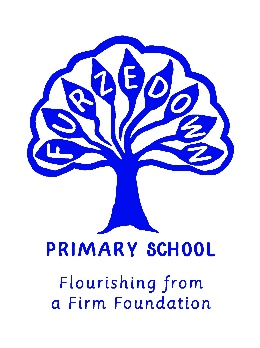 FURZEDOWN
PRIMARY SCHOOL
Flourishing from
a Firm Foundation